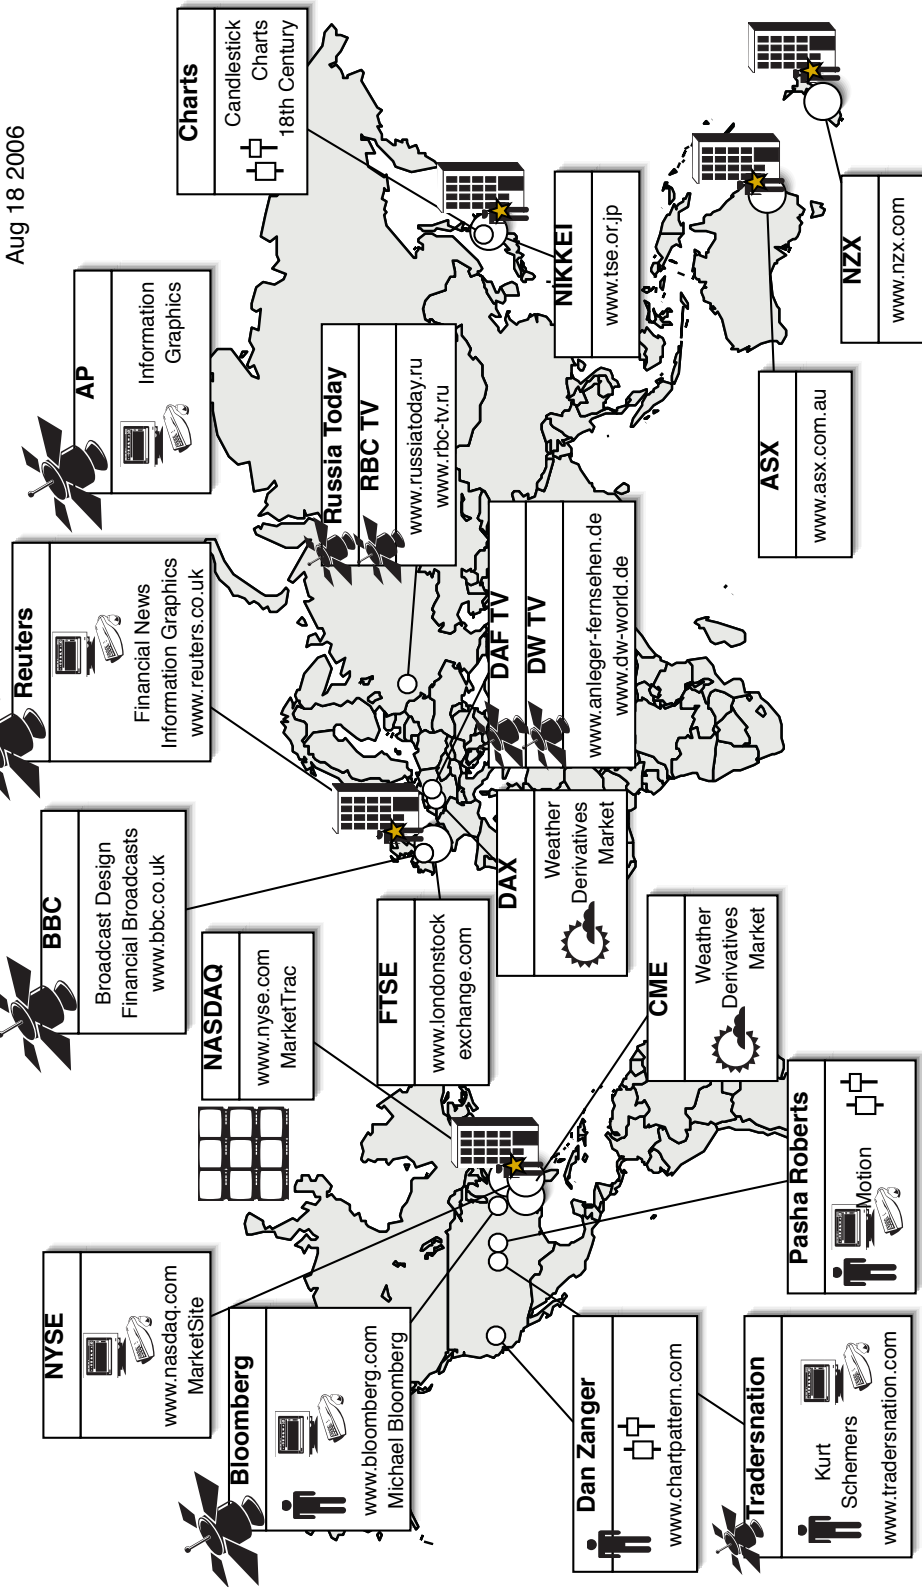 Aug 18 2006
NYSE
www.nasdaq.com
MarketSite
Bloomberg
www.bloomberg.com
Michael Bloomberg
BBC
Broadcast Design
Financial Broadcasts
www.bbc.co.uk
NASDAQ
www.nyse.com
MarketTrac
Reuters
Financial News
Information Graphics
www.reuters.co.uk
AP
Information
Graphics
Charts
Candlestick
Charts
18th Century
Russia Today
RBC TV
www.russiatoday.ru
www.rbc-tv.ru
FTSE
www.londonstock
exchange.com
DAF TV
DW TV
www.anleger-fernsehen.de
www.dw-world.de
DAX
Weather
Derivatives
Market
NIKKEI
www.tse.or.jp
Dan Zanger
www.chartpattern.com
CME
Weather
Derivatives
Market
Tradersnation
Kurt
Schemers
www.tradersnation.com
Pasha Roberts
Motion
ASX
www.asx.com.au
NZX
www.nzx.com